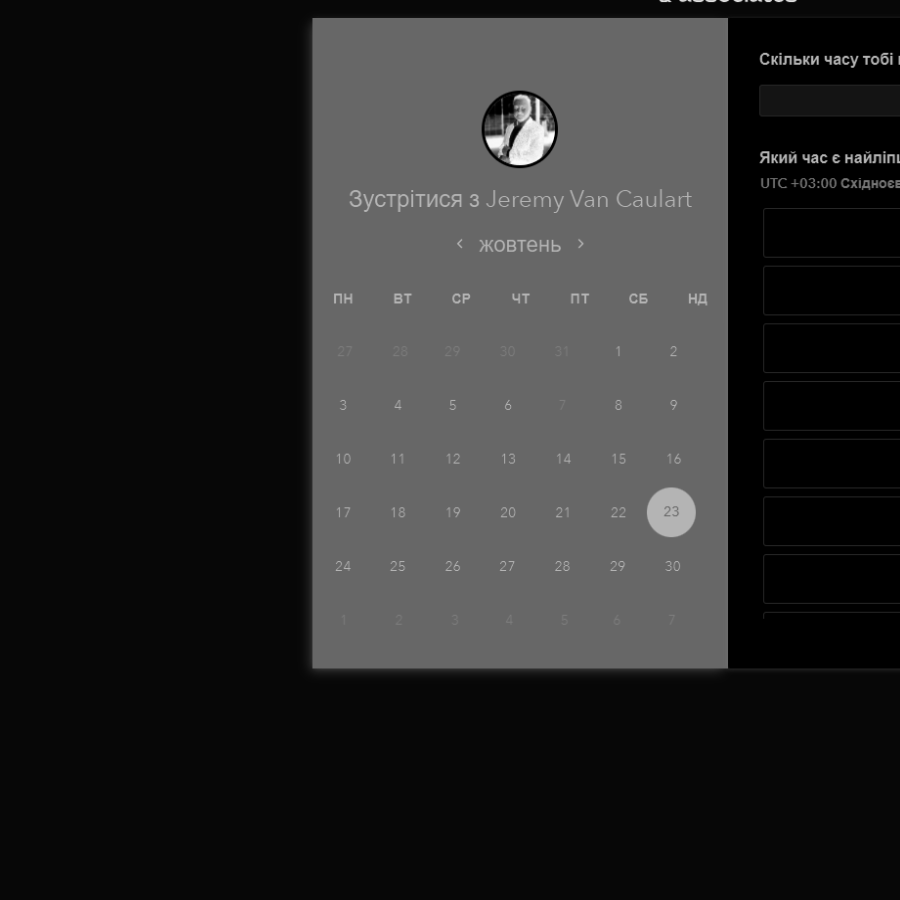 & associates
Зустрітися з Jeremy Van Caulart
‹ жовтень ›
ПН ВТ СР ЧТ ПТ СБ НД
27 28 29 30 31 1 2
3 4 5 6 7 8 9
10 11 12 13 14 15 16
17 18 19 20 21 22 23
24 25 26 27 28 29 30
1 2 3 4 5 6 7
Скільки часу тобі
Який час є найліп
UTC +03:00 Східноє